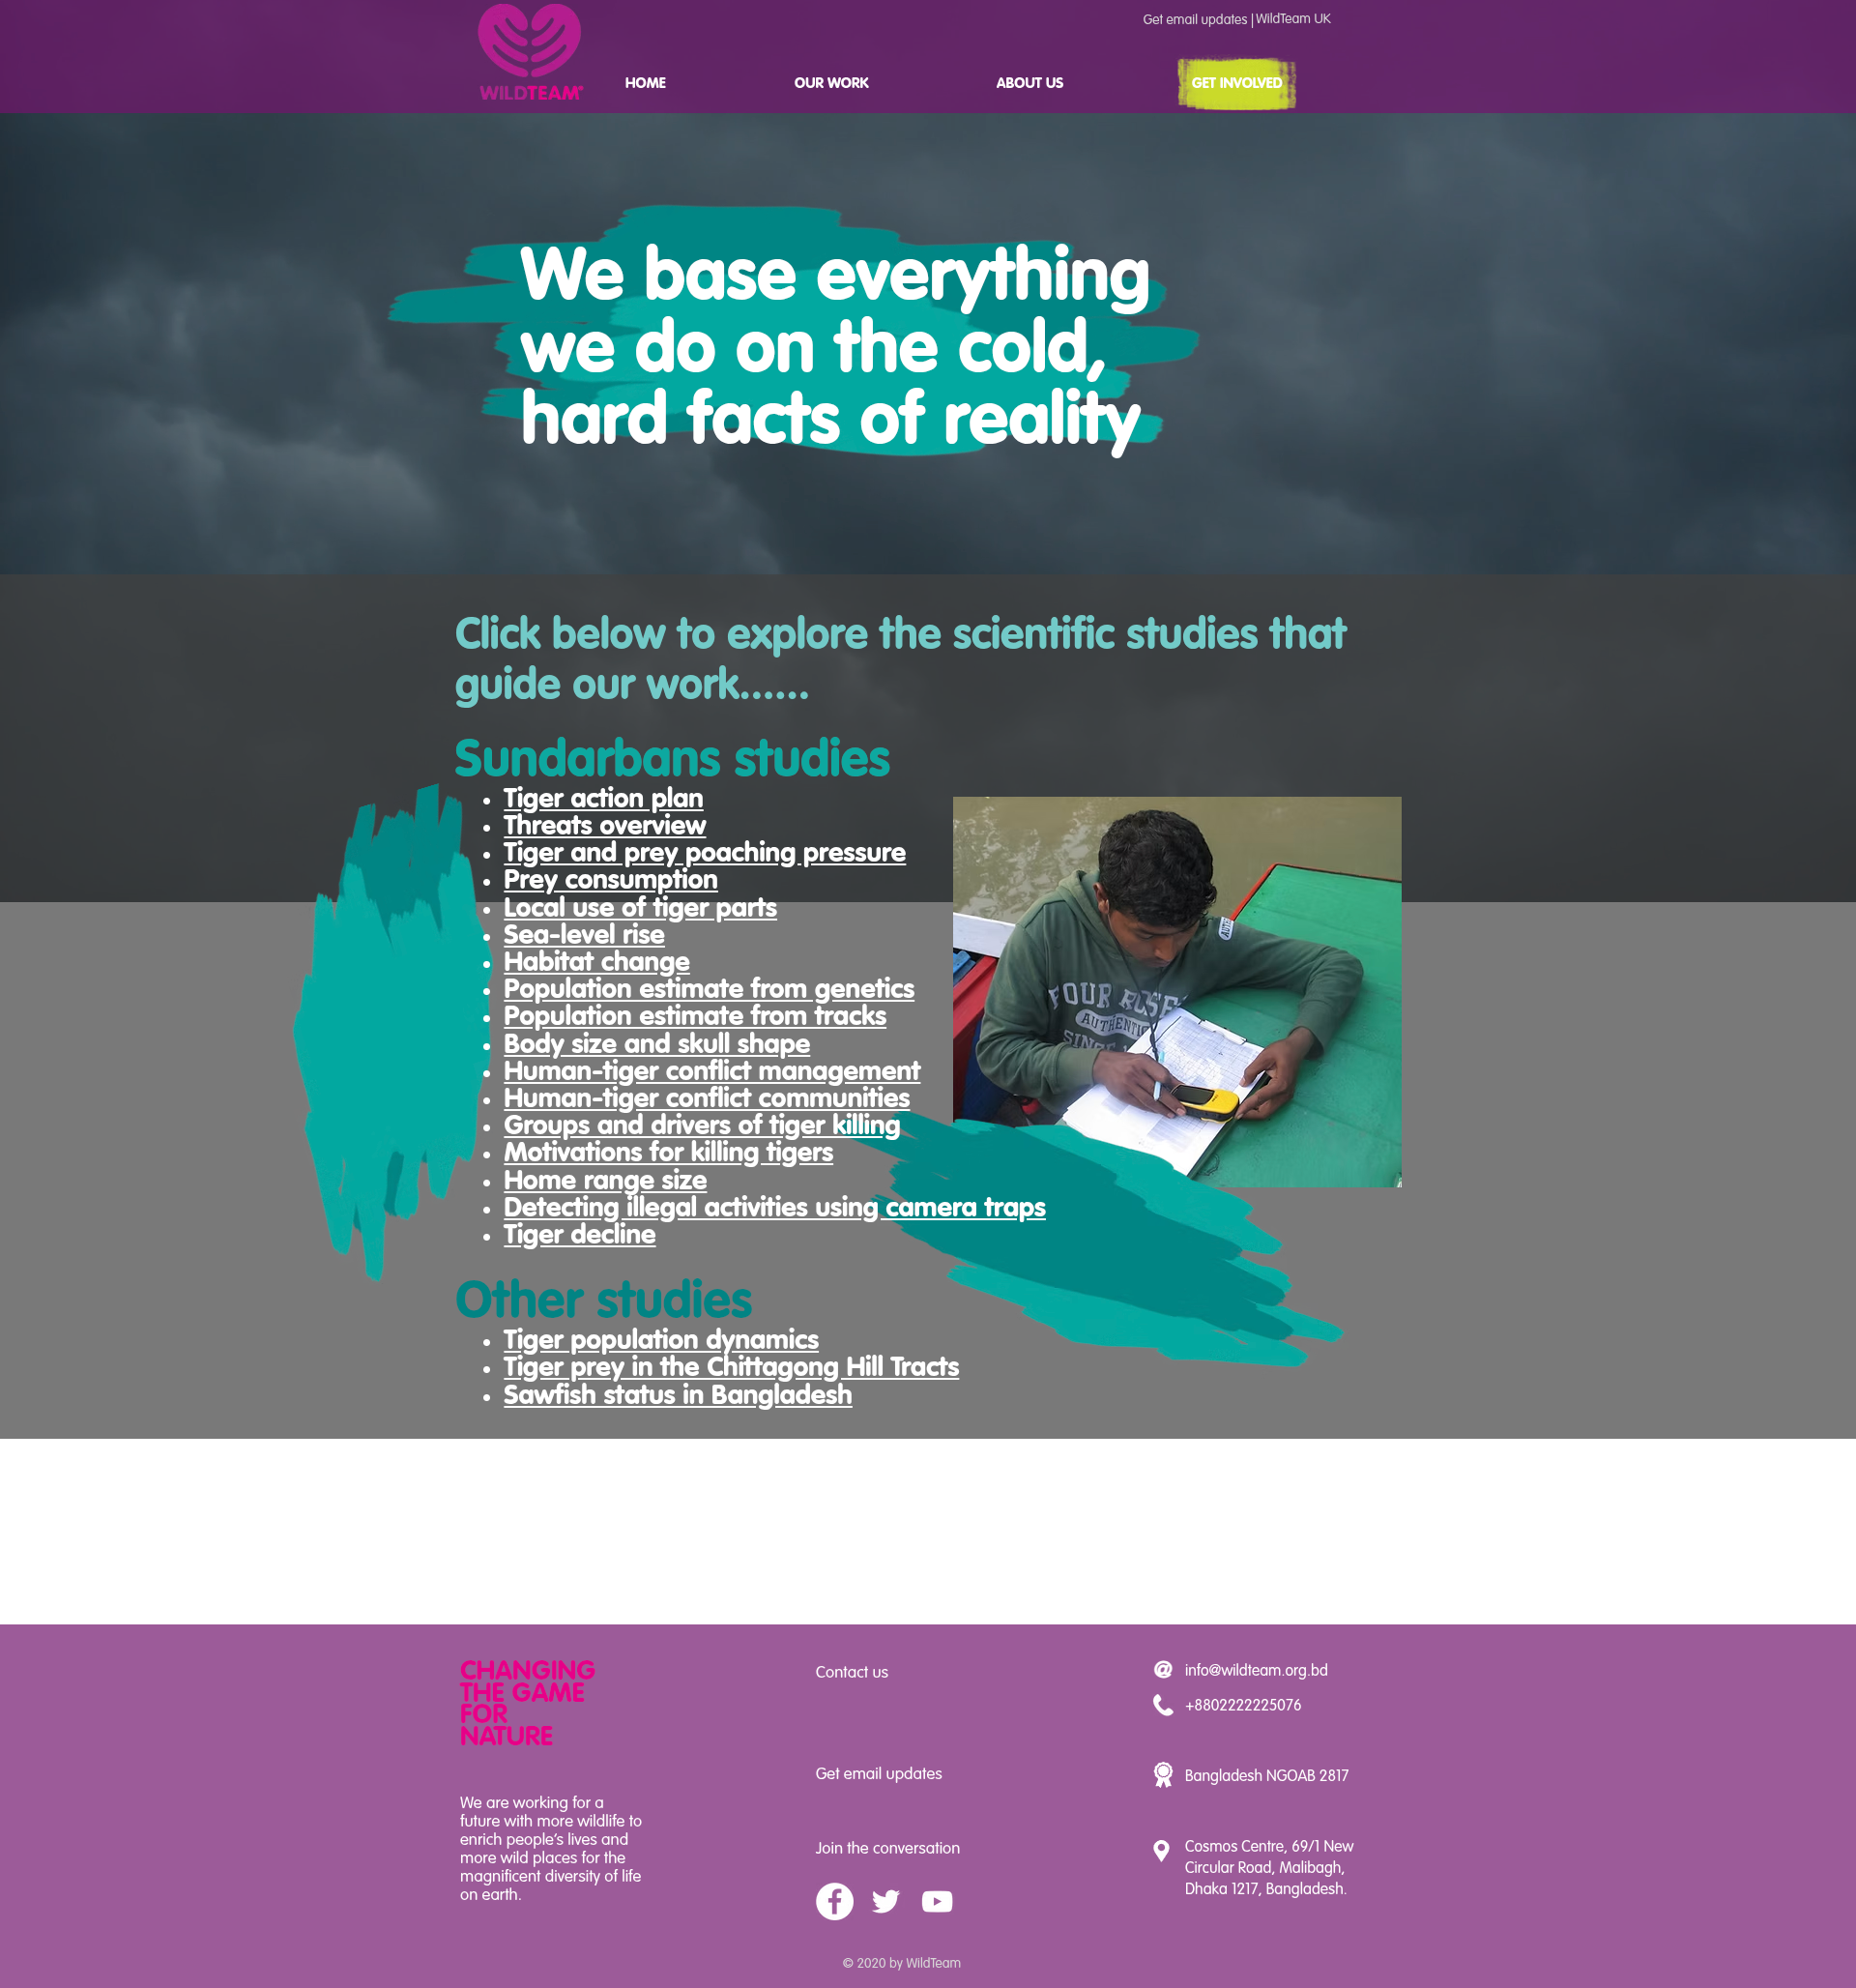 Get email updates | WildTeam UK
WILDTEAM
HOME
OUR WORK
ABOUT US
GET INVOLVED
We base everything
we do on the cold,
hard facts of reality
Click below to explore the scientific studies that
guide our work......
Sundarbans studies
Tiger action plan
Threats overview
Tiger and prey poaching pressure
Prey consumption
Local use of tiger parts
Sea-level rise
Habitat change
Population estimate from genetics
Population estimate from tracks
Body size and skull shape
Human-tiger conflict management
Human-tiger conflict communities
Groups and drivers of tiger killing
Motivations for killing tigers
Home range size
Detecting illegal activities using camera traps
Tiger decline
FOUR ROSES
AUTHENTIC
SINCE
Other studies
Tiger population dynamics
Tiger prey in the Chittagong Hill Tracts
Sawfish status in Bangladesh
CHANGING
THE GAME
FOR
NATURE
We are working for a
future with more wildlife to
enrich people's lives and
more wild places for the
magnificent diversity of life
on earth.
Contact us
Get email updates
Join the conversation
info@wildteam.org.bd
+8802222225076
Bangladesh NGOAB 2817
Cosmos Centre, 69/1 New
Circular Road, Malibagh,
Dhaka 1217, Bangladesh.
© 2020 by WildTeam